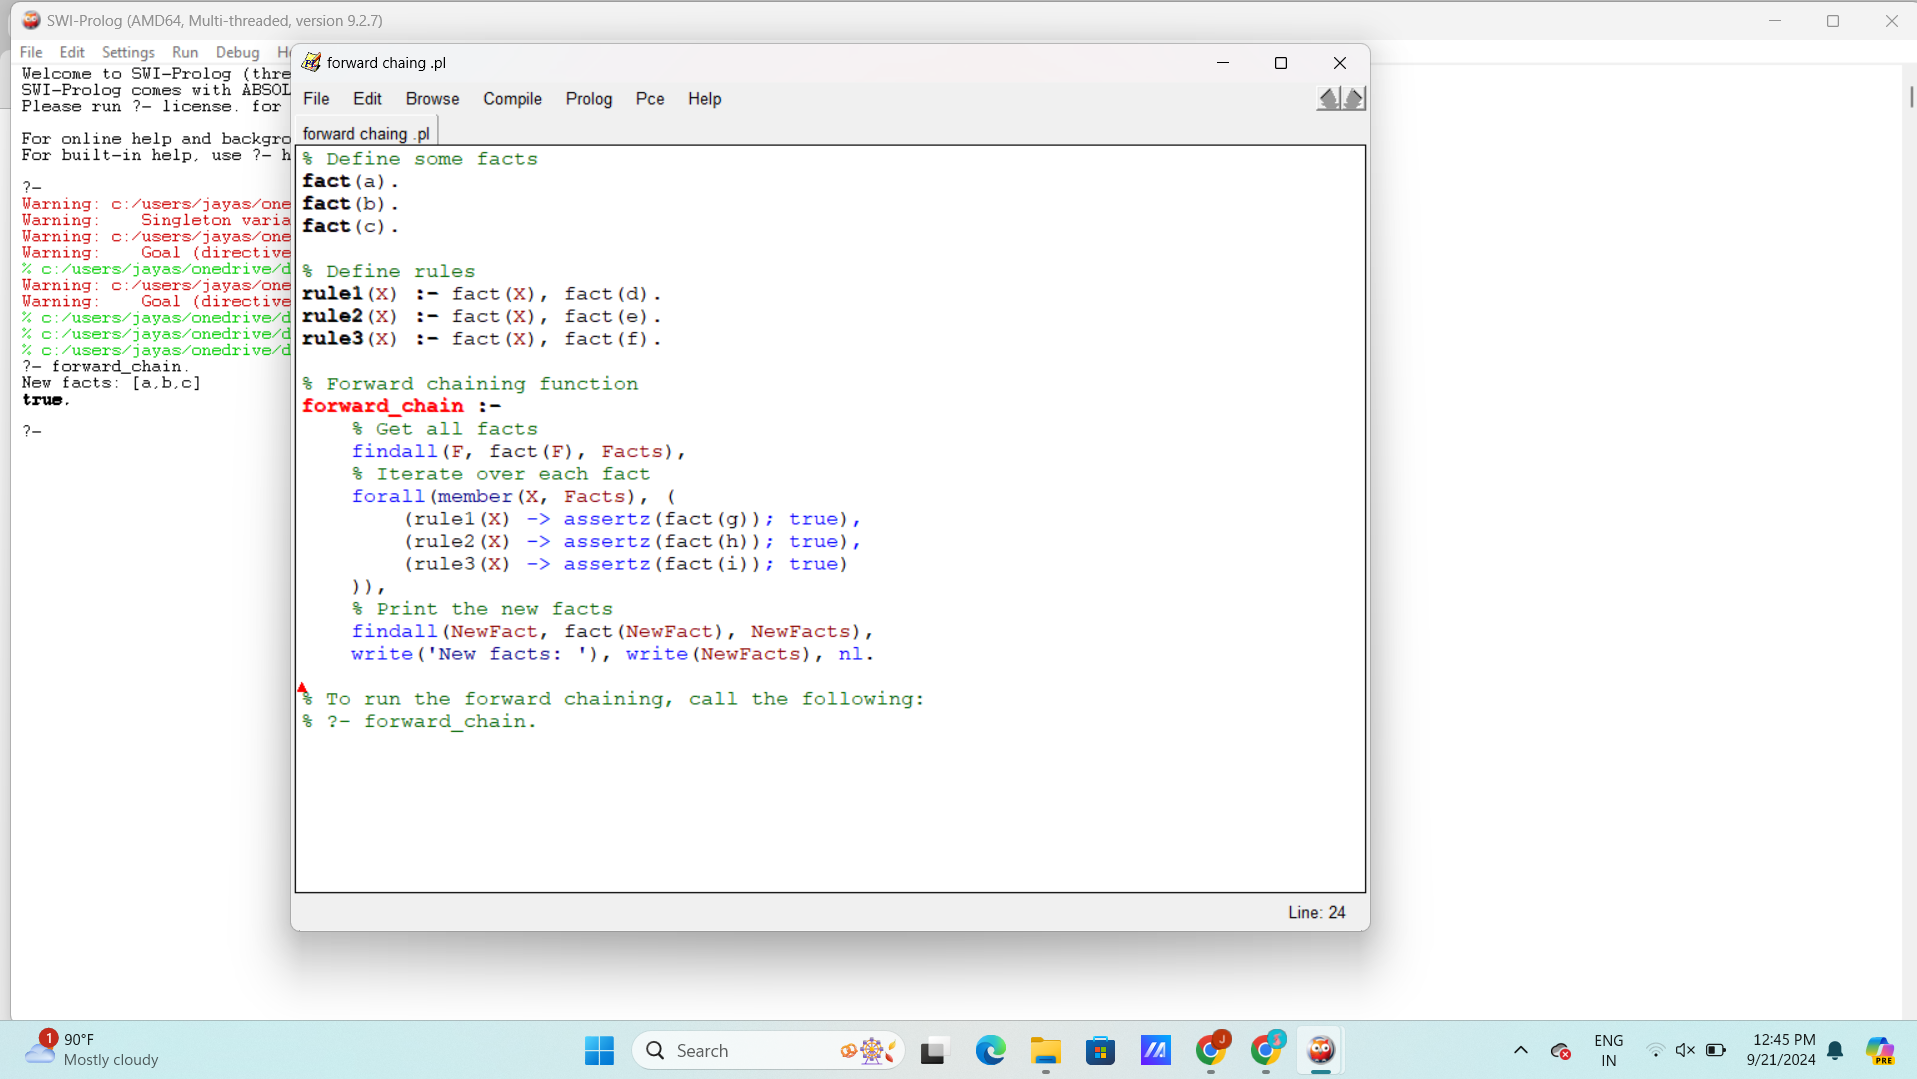 SWI-Prolog (AMD64, Multi-threaded, version 9.2.7)
File Edit Settings Run Debug He
Welcome to SWI-Prolog (thre
SWI-Prolog comes with ABSOL
Please run ?- license. for
For online help and backgro
For built-in help, use ?- h
?-
Warning: c:/users/jayas/one
Warning:    Singleton varia
Warning: c:/users/jayas/one
Warning:    Goal (directive
% c:/users/jayas/onedrive/d
Warning: c:/users/jayas/one
Warning:    Goal (directive
% c:/users/jayas/onedrive/d
% c:/users/jayas/onedrive/d
% c:/users/jayas/onedrive/d
?- forward_chain.
New facts: [a,b,c]
true.
?-
forward chaing .pl
File Edit Browse Compile Prolog Pce Help
forward chaing .pl
% Define some facts
fact(a).
fact(b).
fact(c).
% Define rules
rule1(X) :- fact(X), fact(d).
rule2(X) :- fact(X), fact(e).
rule3(X) :- fact(X), fact(f).
% Forward chaining function
forward_chain :-
    % Get all facts
    findall(F, fact(F), Facts),
    % Iterate over each fact
    forall(member(X, Facts), (
        (rule1(X) -> assertz(fact(g)); true),
        (rule2(X) -> assertz(fact(h)); true),
        (rule3(X) -> assertz(fact(i)); true)
    )),
    % Print the new facts
    findall(NewFact, fact(NewFact), NewFacts),
    write('New facts: '), write(NewFacts), nl.
% To run the forward chaining, call the following:
% ?- forward_chain.
Line: 24
1
90°F
Mostly cloudy
Search
J
ENG
IN
12:45 PM
9/21/2024
PRE